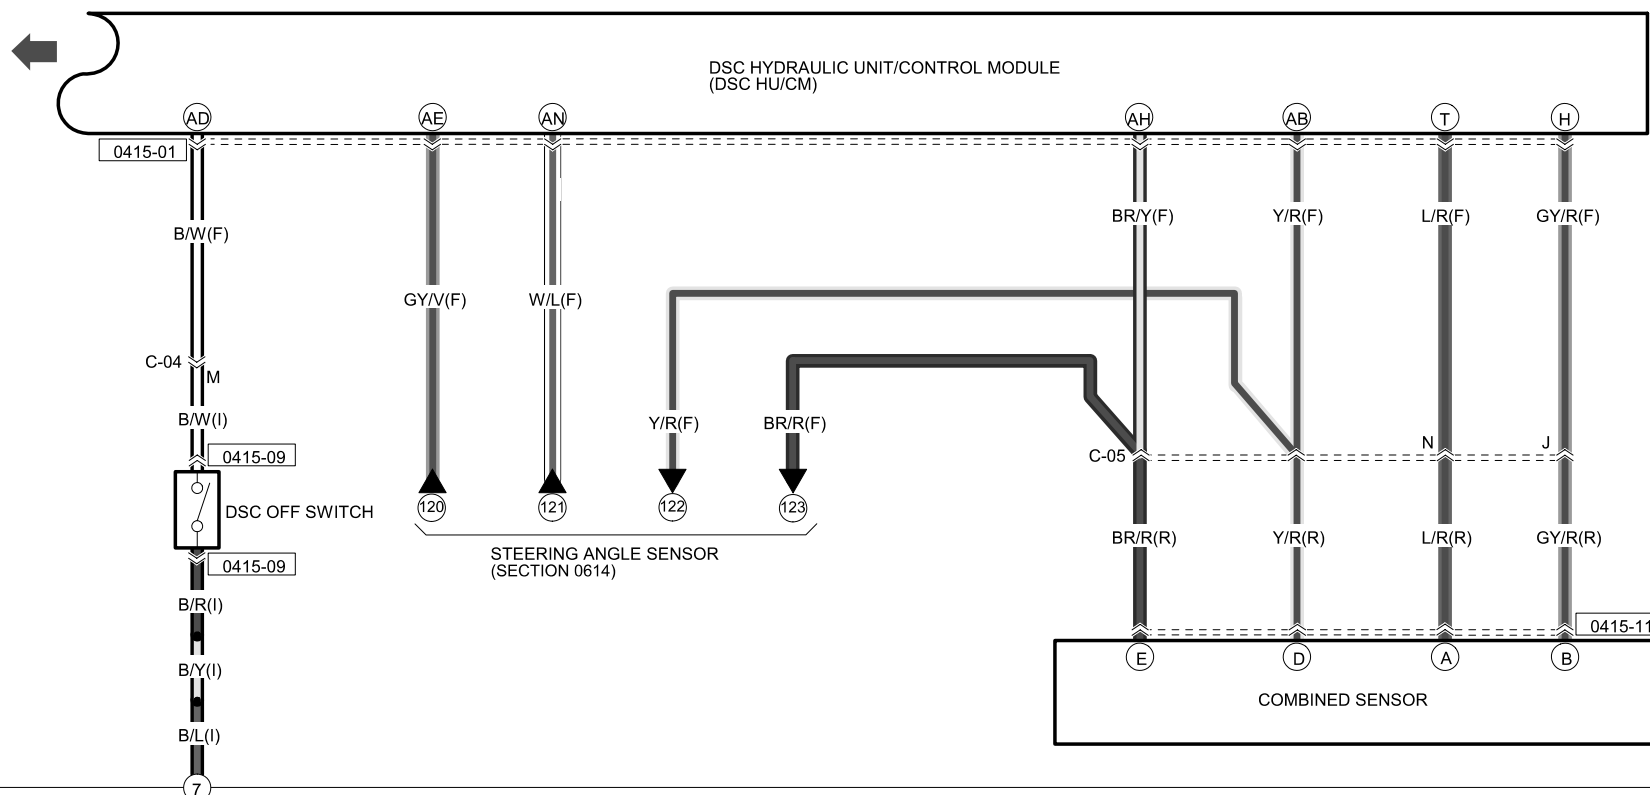 DSC HYDRAULIC UNIT/CONTROL MODULE
(DSC HU/CM)
AD
AE
AN
AH
AB
T
H
0415-01
B/W(F)
BR/Y(F)
Y/R(F)
L/R(F)
GY/R(F)
GY/V(F)
W/L(F)
C-04
M
B/W(I)
Y/R(F)
BR/R(F)
C-05
N
J
0415-09
120
121
122
123
DSC OFF SWITCH
BR/R(R)
Y/R(R)
L/R(R)
GY/R(R)
STEERING ANGLE SENSOR
(SECTION 0614)
0415-09
B/R(I)
0415-11
E
D
A
B
B/Y(I)
COMBINED SENSOR
B/L(I)
7